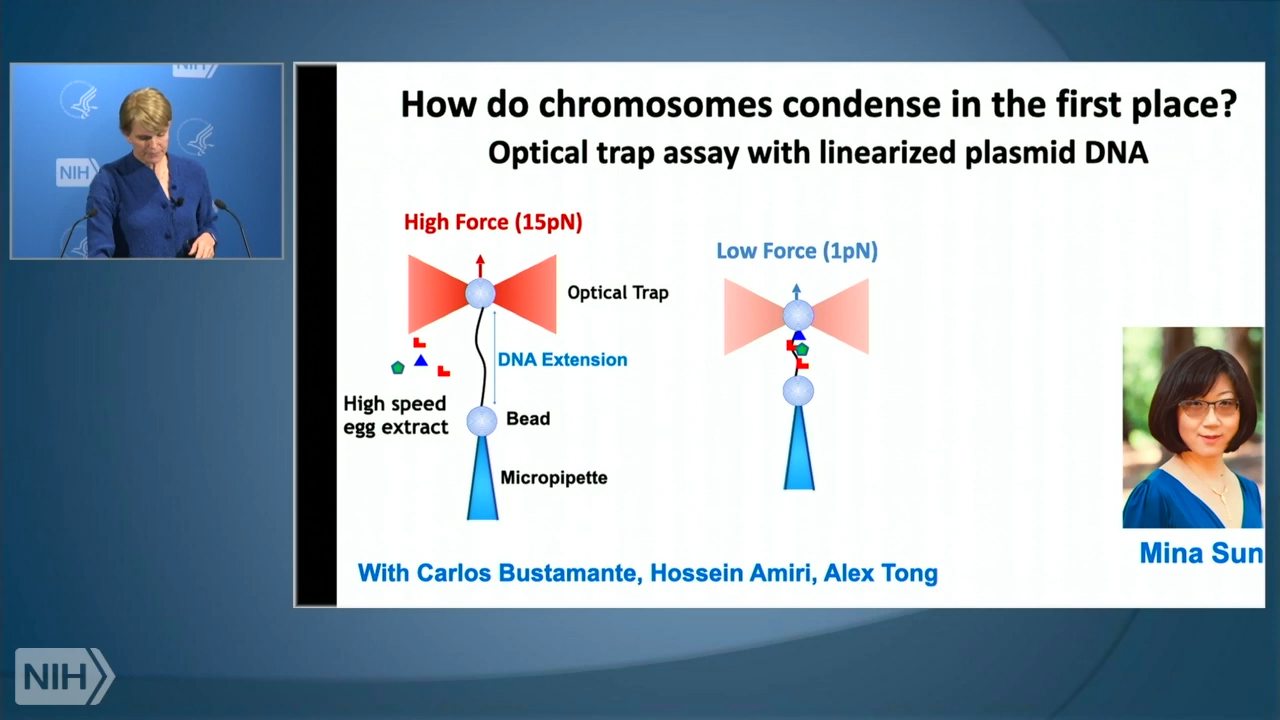 NIH
NIH
How do chromosomes condense in the first place?
Optical trap assay with linearized plasmid DNA
High Force (15pN)
Low Force (1pN)
Optical Trap
DNA Extension
High speed
egg extract
Bead
Micropipette
Mina Sun
With Carlos Bustamante, Hossein Amiri, Alex Tong
NIH